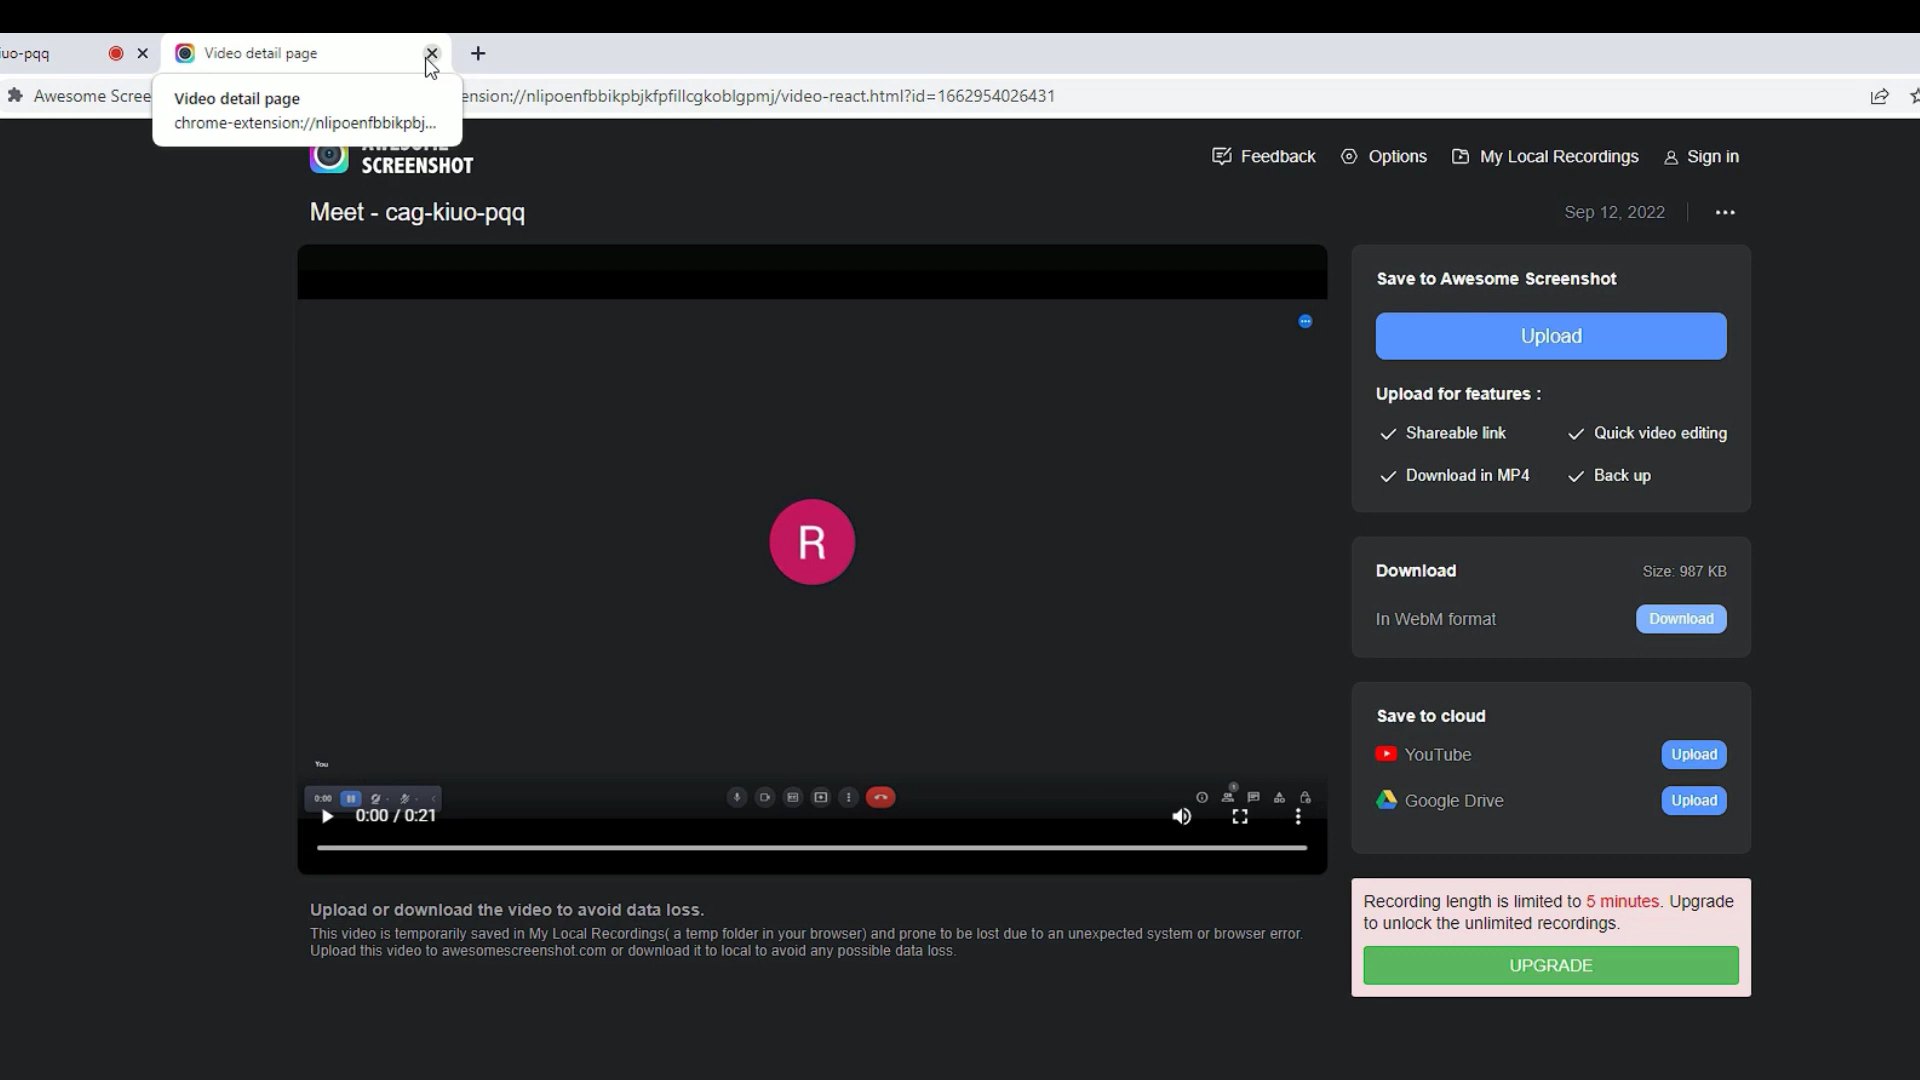 iuo-pqq
Video detail page
Awesome Scree
ension://nlipoenfbbikpbjkfpfillcgkoblgpmj/video-react.html?id=1662954026431
Video detail page
chrome-extension://nlipoenfbbikpbj...
AWESOME
SCREENSHOT
Feedback
Options
My Local Recordings
Sign in
Meet - cag-kiuo-pqq
Sep 12, 2022
R
You
0:00
0:00 / 0:21
Save to Awesome Screenshot
Upload
Upload for features :
Shareable link
Quick video editing
Download in MP4
Back up
Download
Size: 987 KB
In WebM format
Download
Save to cloud
YouTube
Upload
Google Drive
Upload
Upload or download the video to avoid data loss.
This video is temporarily saved in My Local Recordings( a temp folder in your browser) and prone to be lost due to an unexpected system or browser error.
Upload this video to awesomescreenshot.com or download it to local to avoid any possible data loss.
Recording length is limited to 5 minutes. Upgrade
to unlock the unlimited recordings.
UPGRADE